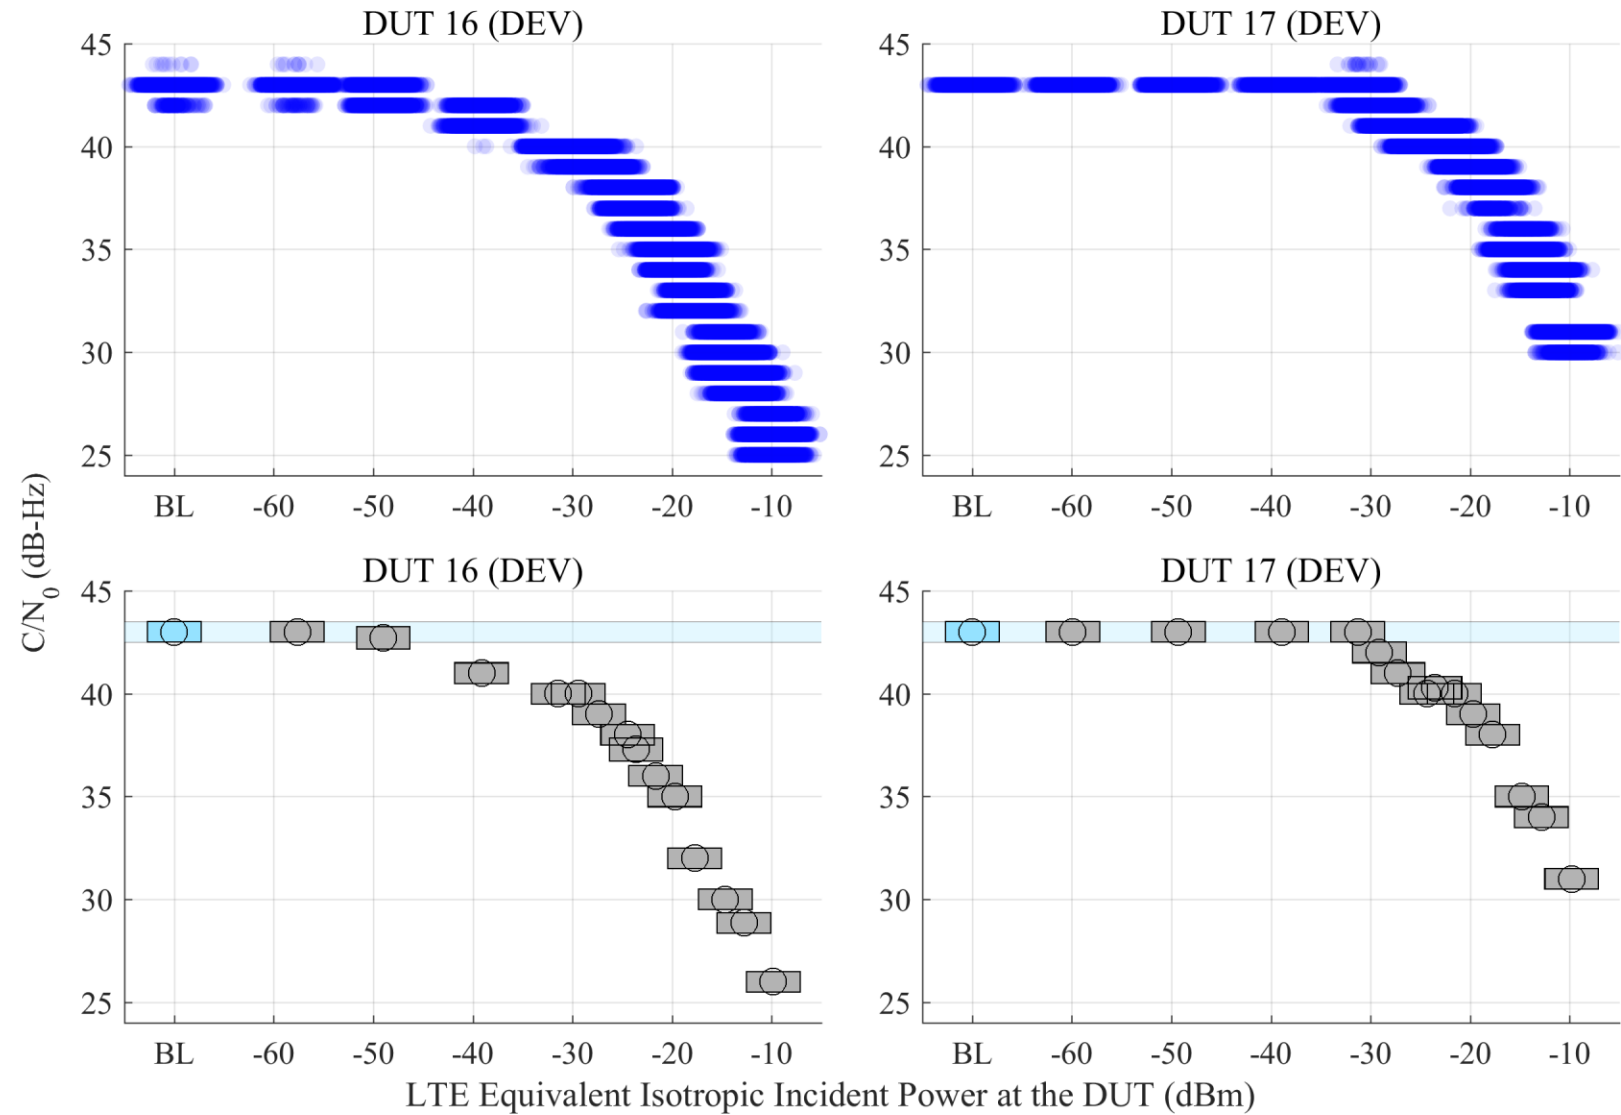 DUT 16 (DEV)
DUT 17 (DEV)
45
40
35
30
25
BL -60 -50 -40 -30 -20 -10
45
40
35
30
25
BL -60 -50 -40 -30 -20 -10
C/N0 (dB-Hz)
DUT 16 (DEV)
DUT 17 (DEV)
45
40
35
30
25
BL -60 -50 -40 -30 -20 -10
45
40
35
30
25
BL -60 -50 -40 -30 -20 -10
LTE Equivalent Isotropic Incident Power at the DUT (dBm)